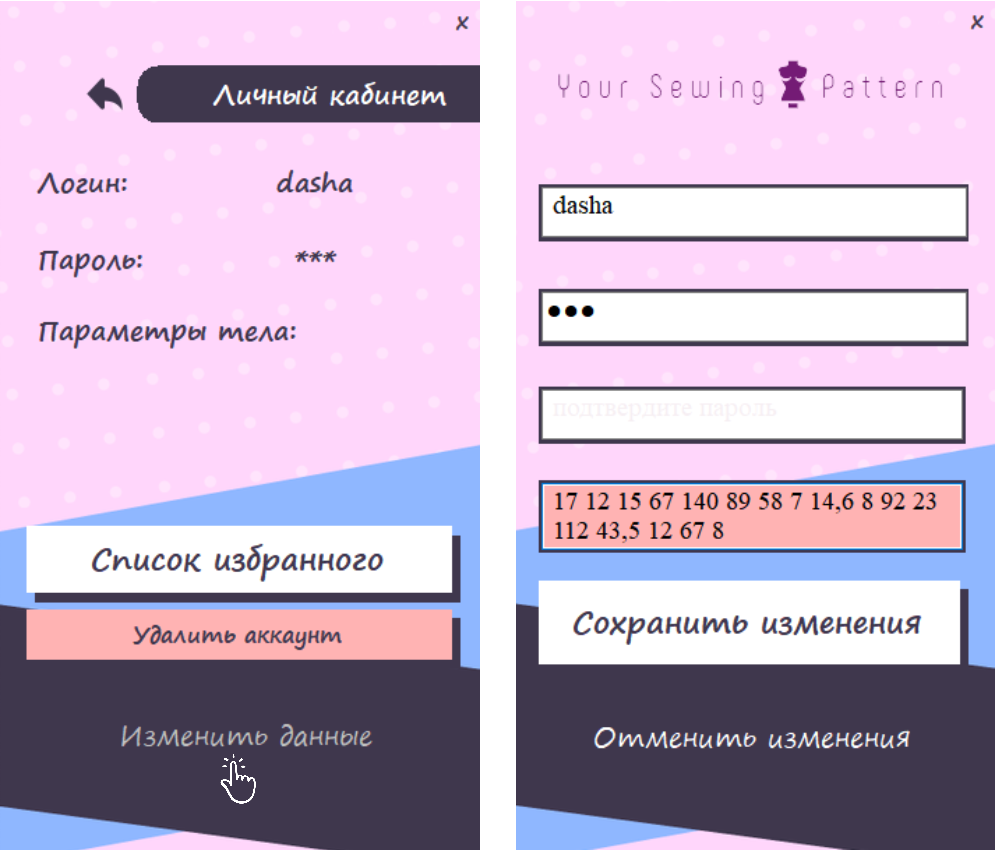 x
Личный кабинет
Логин: dasha
Пароль: ***
Параметры тела:
Список избранного
Удалить аккаунт
Изменить данные
x
Your Sewing Pattern
dasha
●●●
подтвердите пароль
17 12 15 67 140 89 58 7 14,6 8 92 23
112 43,5 12 67 8
Сохранить изменения
Отменить изменения